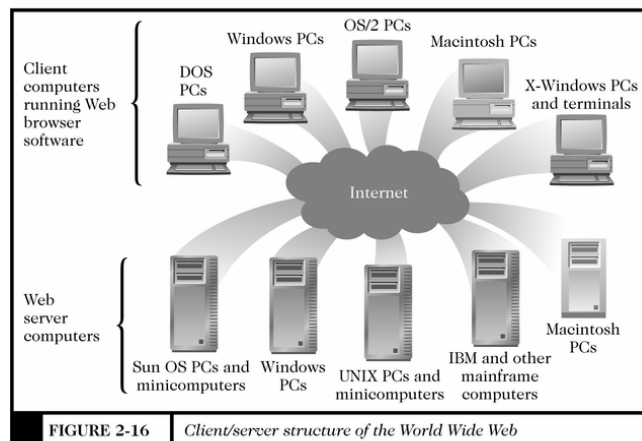 OS/2 PCs
Windows PCs
Macintosh PCs
Client
computers
running Web
browser
software
DOS
PCs
X-Windows PCs
and terminals
Internet
Web
server
computers
Sun OS PCs and
minicomputers
Windows
PCs
UNIX PCs and
minicomputers
IBM and other
mainframe
computers
Macintosh
PCs
FIGURE 2-16
Client/server structure of the World Wide Web